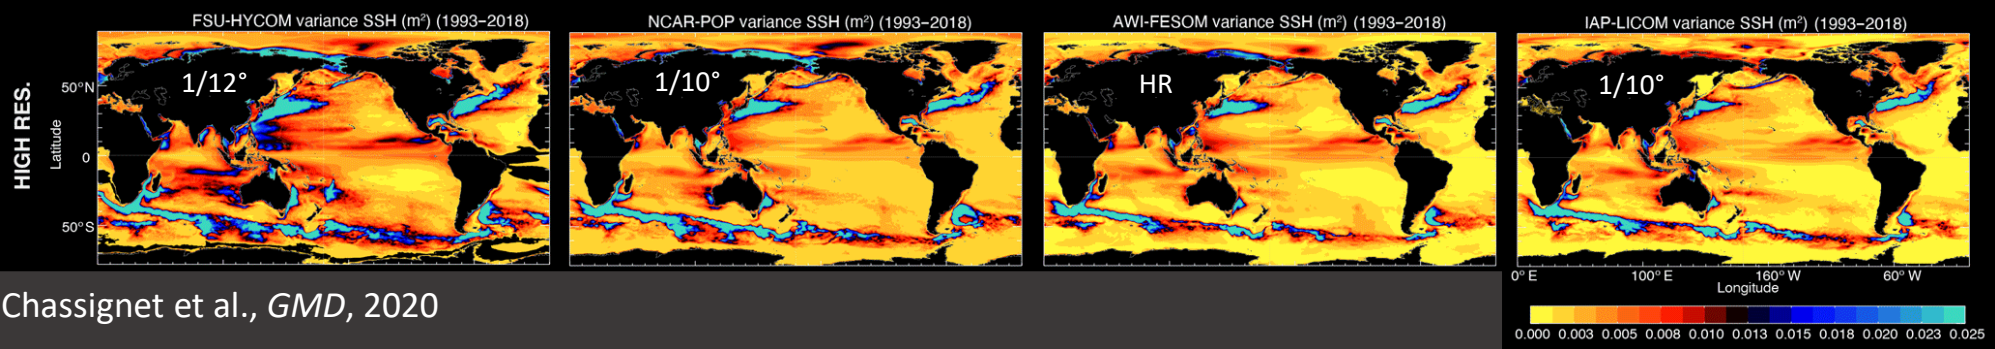 FSU-HYCOM variance SSH (m²) (1993–2018)
NCAR-POP variance SSH (m²) (1993–2018)
AWI-FESOM variance SSH (m²) (1993–2018)
IAP-LICOM variance SSH (m²) (1993–2018)
HIGH RES.
Latitude
50°N
0
50°S
1/12°
1/10°
HR
1/10°
0° E 100° E 160° W 60° W
Longitude
0.000 0.003 0.005 0.008 0.010 0.013 0.015 0.018 0.020 0.023 0.025
Chassignet et al., GMD, 2020